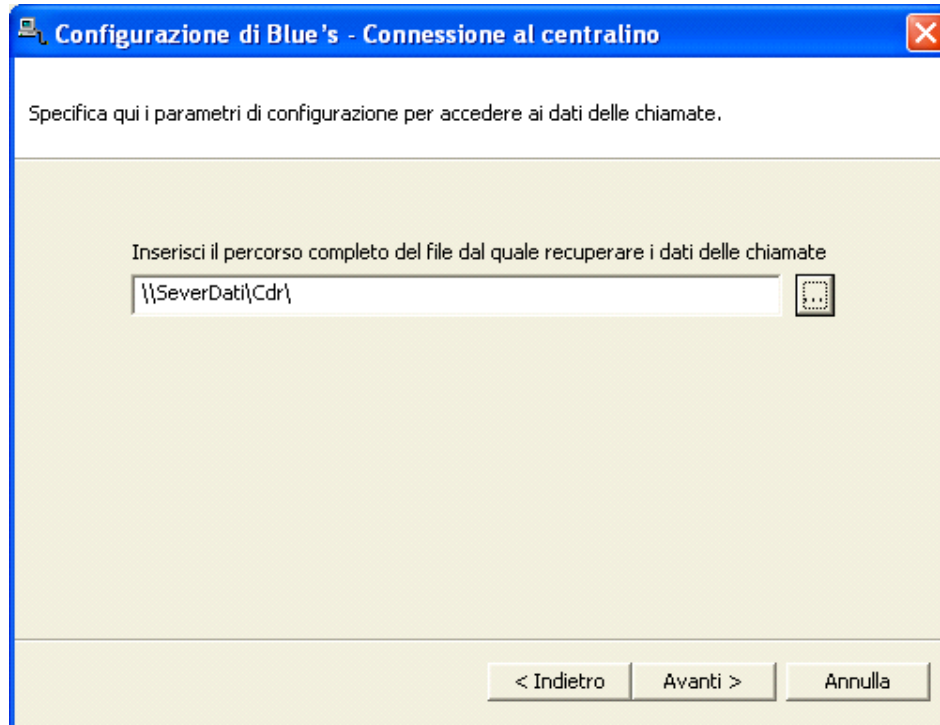 Configurazione di Blue's - Connessione al centralino
Specifica qui i parametri di configurazione per accedere ai dati delle chiamate.
Inserisci il percorso completo del file dal quale recuperare i dati delle chiamate
\\SeverDati\Cdr\
...
< Indietro
Avanti >
Annulla